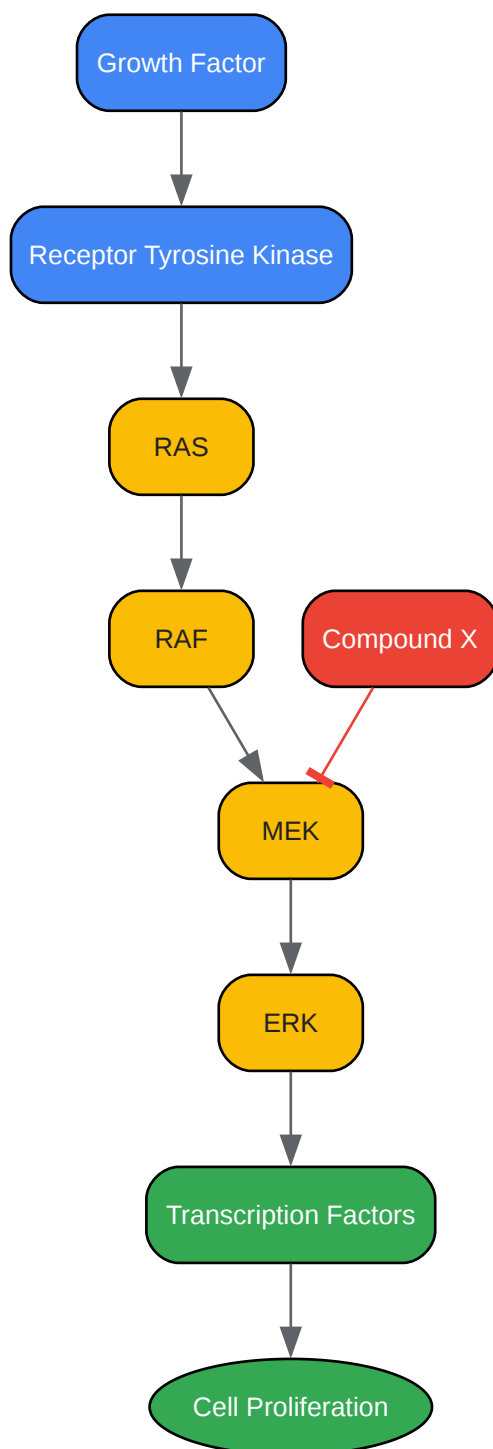 Growth Factor
Receptor Tyrosine Kinase
RAS
RAF
Compound X
MEK
ERK
Transcription Factors
Cell Proliferation